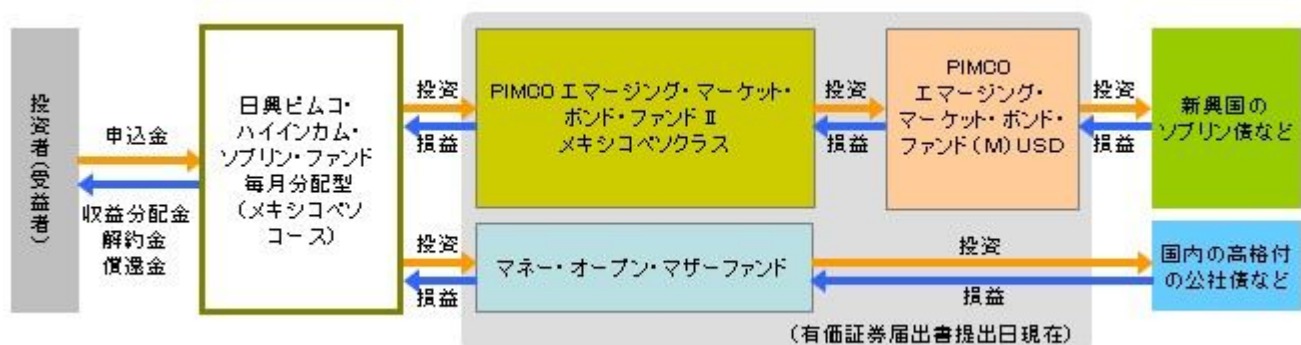 投資者(受益者)
申込金
収益分配金
解約金
償還金
日興ピムコ・
ハイインカム・
ソブリン・ファンド
毎月分配型
(メキシコペソ
コース)
投資
損益
PIMCO エマージング・マーケット・
ボンド・ファンド Ⅱ
メキシコペソクラス
投資
損益
PIMCO
エマージング・
マーケット・ボンド・
ファンド(M)USD
投資
損益
新興国の
ソブリン債など
投資
損益
マネー・オープン・マザーファンド
投資
損益
国内の高格付
の公社債など
(有価証券届出書提出日現在)